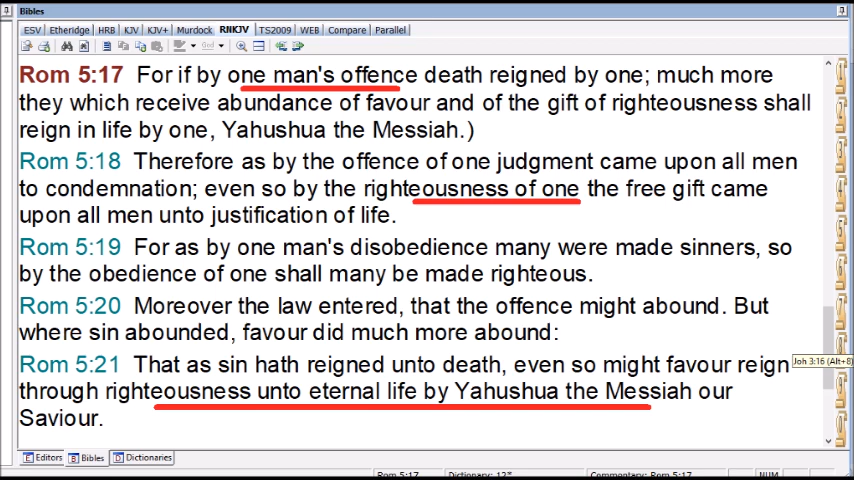 Bibles
ESV Etheridge HRB KJV KJV+ Murdock RNKJV TS2009 WEB Compare Parallel
God
Rom 5:17 For if by one man's offence death reigned by one; much more
they which receive abundance of favour and of the gift of righteousness shall
reign in life by one, Yahushua the Messiah.)
Rom 5:18 Therefore as by the offence of one judgment came upon all men
to condemnation; even so by the righteousness of one the free gift came
upon all men unto justification of life.
Rom 5:19 For as by one man's disobedience many were made sinners, so
by the obedience of one shall many be made righteous.
Rom 5:20 Moreover the law entered, that the offence might abound. But
where sin abounded, favour did much more abound:
Joh 3:16 (Alt+8)
Rom 5:21 That as sin hath reigned unto death, even so might favour reign
through righteousness unto eternal life by Yahushua the Messiah our
Saviour.
E Editors B Bibles D Dictionaries
Rom 5:17 Dictionary: 12* Commentary: Rom 5:17 NUM